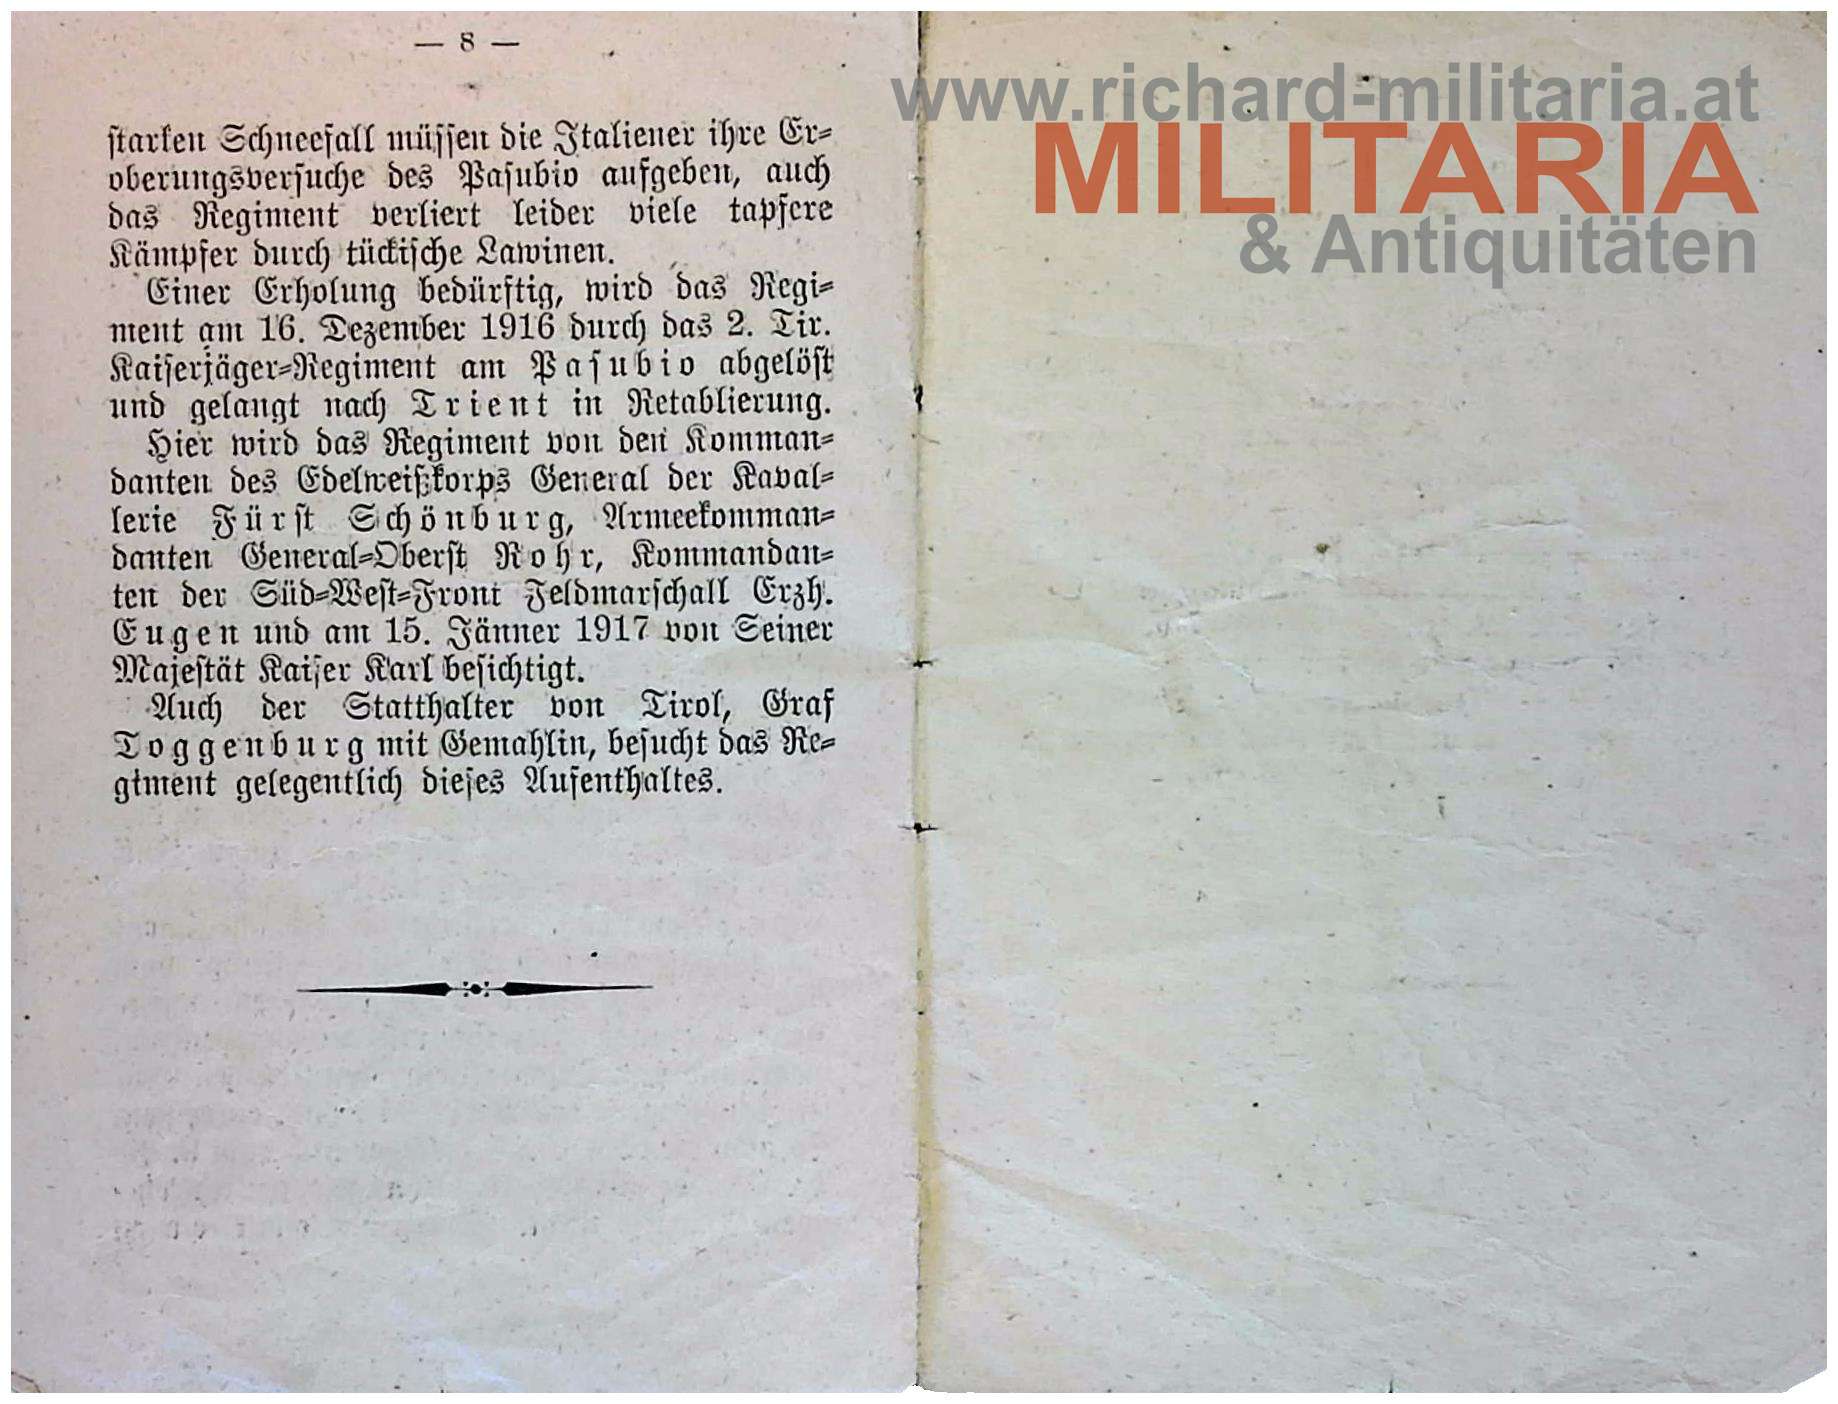 — 8 —
starken Schneefall müssen die Italiener ihre Er-
oberungsversuche des Pasubio aufgeben, auch
das Regiment verliert leider viele tapfere
Kämpfer durch tückische Lawinen.
Einer Erholung bedürftig, wird das Regi-
ment am 16. Dezember 1916 durch das 2. Tir.
Kaiserjäger-Regiment am Pasubio abgelöst
und gelangt nach Trient in Retablierung.
Hier wird das Regiment von den Komman-
danten des Edelweißkorps General der Kaval-
lerie Fürst Schönburg, Armeekomman-
danten General-Oberst Rohr, Kommandan-
ten der Süd-West-Front Feldmarschall Erzh.
Eugen und am 15. Jänner 1917 von Seiner
Majestät Kaiser Karl besichtigt.
Auch der Statthalter von Tirol, Graf
Toggenburg mit Gemahlin, besucht das Re-
giment gelegentlich dieses Aufenthaltes.
www.richard-militaria.at
MILITARIA
& Antiquitäten